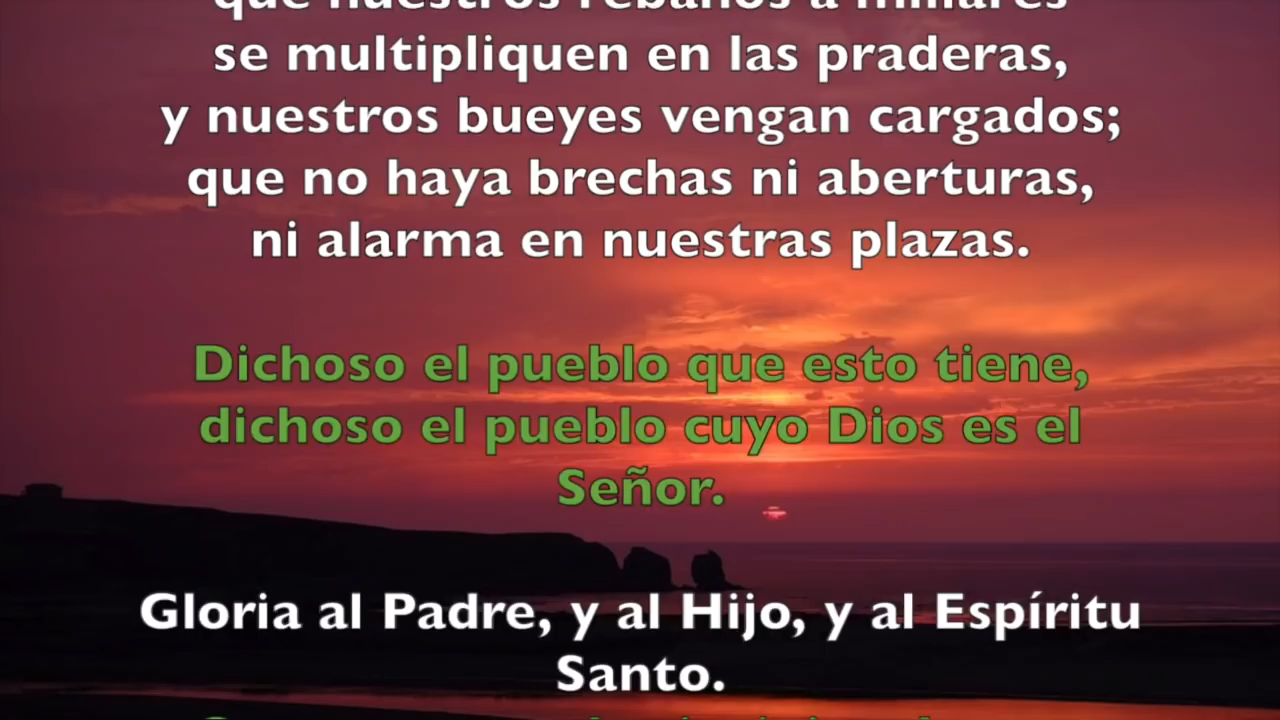 que nuestros rebaños a millares
se multipliquen en las praderas,
y nuestros bueyes vengan cargados;
que no haya brechas ni aberturas,
ni alarma en nuestras plazas.
Dichoso el pueblo que esto tiene,
dichoso el pueblo cuyo Dios es el
Señor.
Gloria al Padre, y al Hijo, y al Espíritu
Santo.